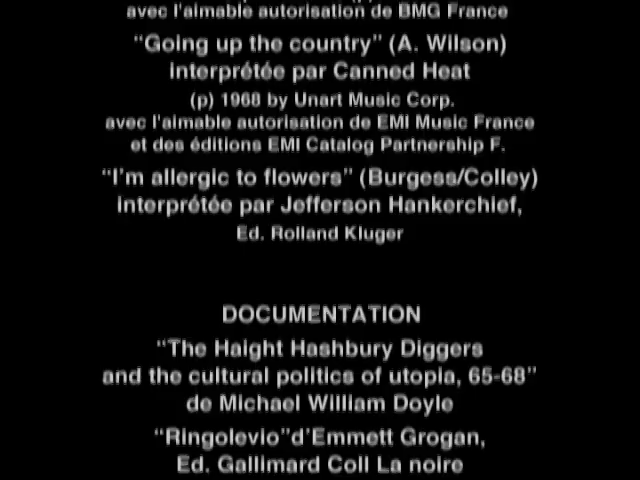 avec l'aimable autorisation de BMG France
“Going up the country” (A. Wilson)
interprétée par Canned Heat
(p) 1968 by Unart Music Corp.
avec l'aimable autorisation de EMI Music France
et des éditions EMI Catalog Partnership F.
“I'm allergic to flowers” (Burgess/Colley)
interprétée par Jefferson Hankerchief,
Ed. Rolland Kluger
DOCUMENTATION
“The Haight Hashbury Diggers
and the cultural politics of utopia, 65-68”
de Michael William Doyle
“Ringolevio”d'Emmett Grogan,
Ed. Gallimard Coll La noire